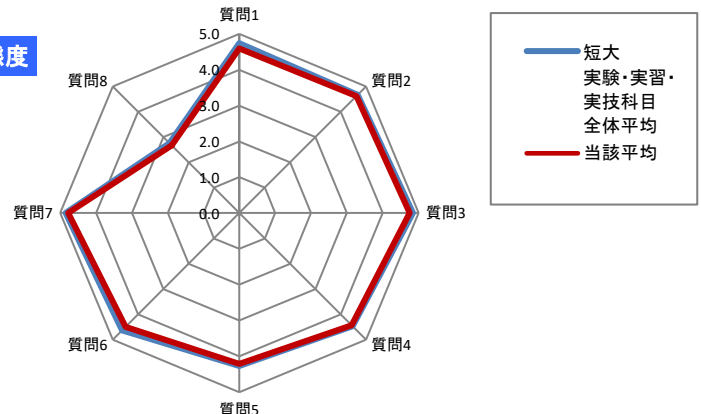 態度
質問1
質問2
質問3
質問4
質問5
質問6
質問7
質問8
5.0
4.0
3.0
2.0
1.0
0.0
短大
実験・実習・
実技科目
全体平均
当該平均